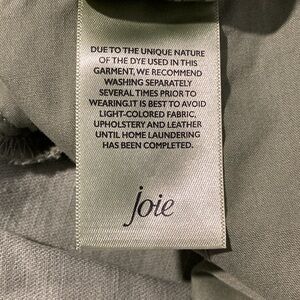 DUE TO THE UNIQUE NATURE
OF THE DYE USED IN THIS
GARMENT, WE RECOMMEND
WASHING SEPARATELY
SEVERAL TIMES PRIOR TO
WEARING.IT IS BEST TO AVOID
LIGHT-COLORED FABRIC,
UPHOLSTERY AND LEATHER
UNTIL HOME LAUNDERING
HAS BEEN COMPLETED.
joie